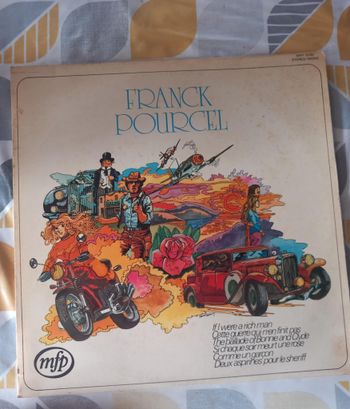 FRANCK
POURCEL
If I were a rich man
Cette guerre qui n'en finit pas
The ballade of Bonnie and Clyde
Si chaque soir meurt une rose
Comme un garçon
Deux aspirines pour le sheriff
mfp